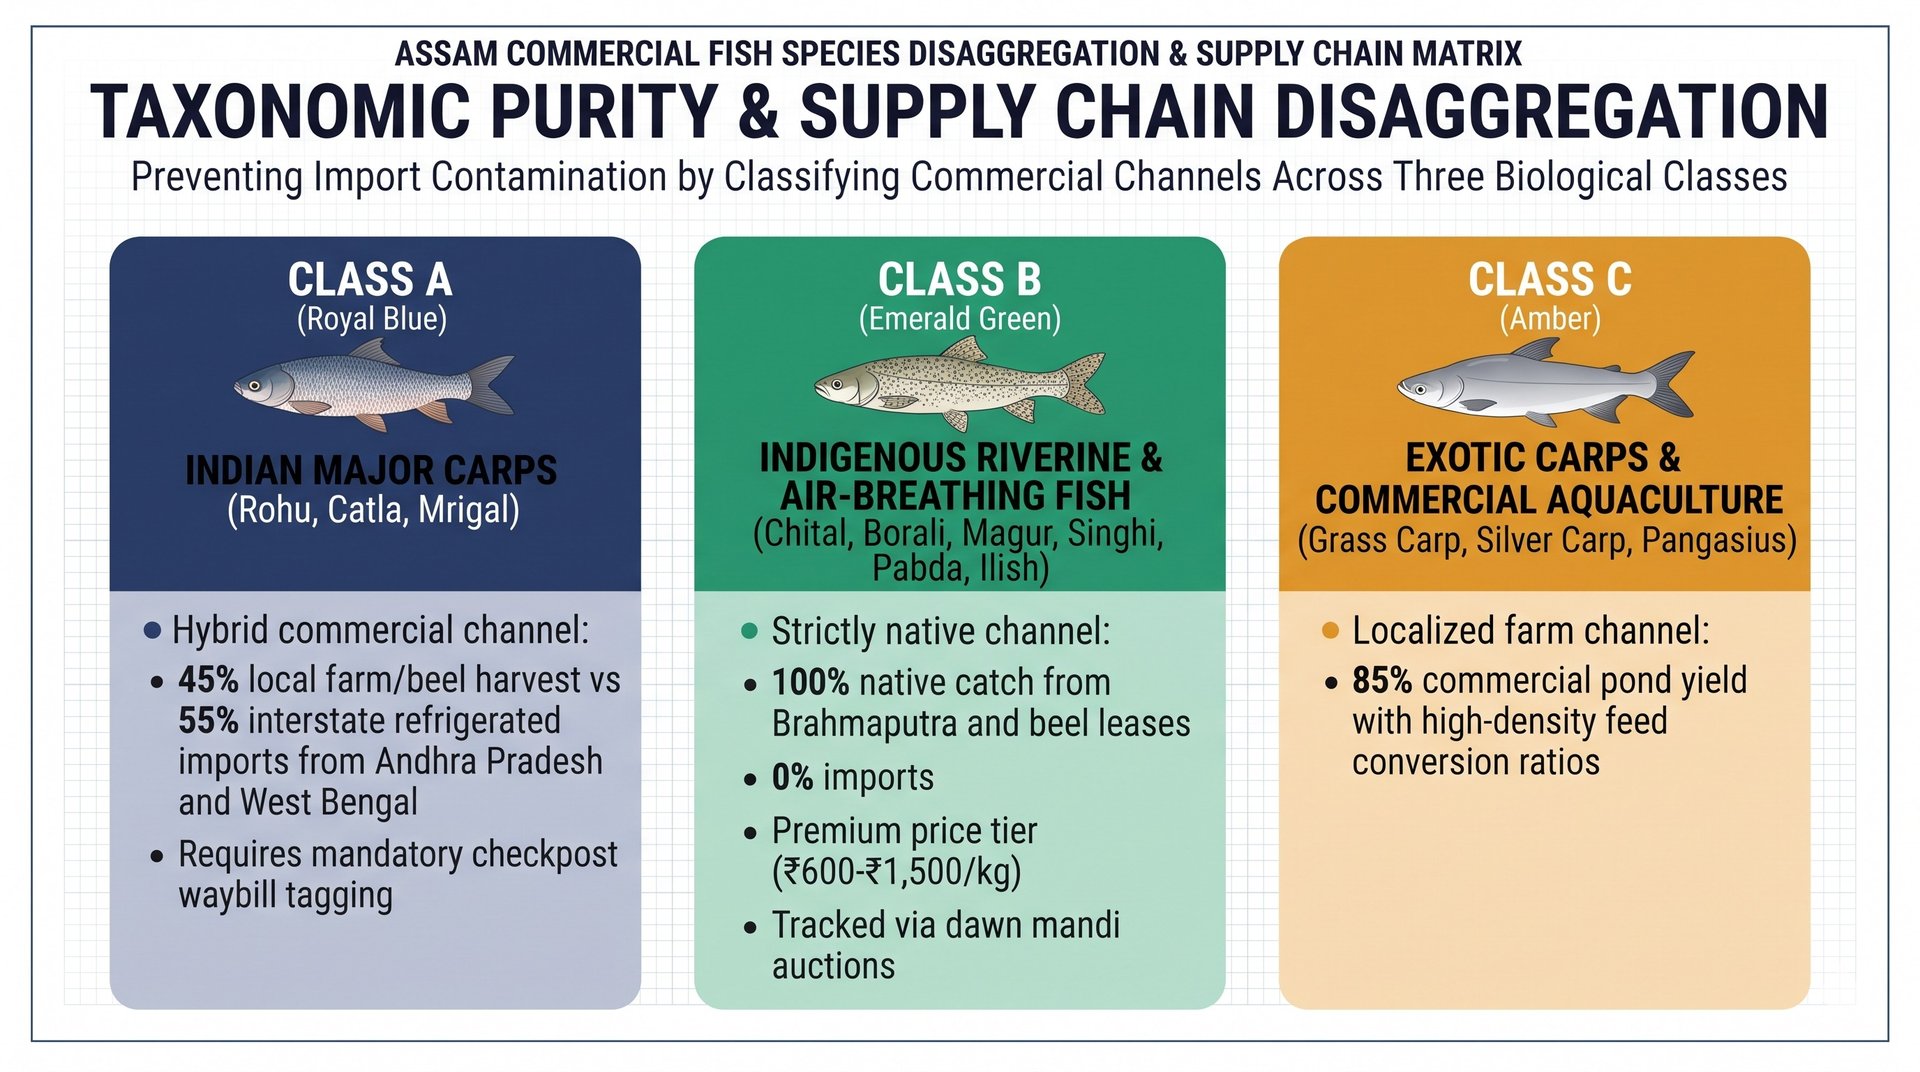 ASSAM COMMERCIAL FISH SPECIES DISAGGREGATION & SUPPLY CHAIN MATRIX
TAXONOMIC PURITY & SUPPLY CHAIN DISAGGREGATION
Preventing Import Contamination by Classifying Commercial Channels Across Three Biological Classes
CLASS A
(Royal Blue)
INDIAN MAJOR CARPS
(Rohu, Catla, Mrigal)
• Hybrid commercial channel:
• 45% local farm/beel harvest vs
55% interstate refrigerated
imports from Andhra Pradesh
and West Bengal
• Requires mandatory checkpost
waybill tagging
CLASS B
(Emerald Green)
INDIGENOUS RIVERINE &
AIR-BREATHING FISH
(Chital, Borali, Magur, Singhi,
Pabda, Ilish)
• Strictly native channel:
• 100% native catch from
Brahmaputra and beel leases
• 0% imports
• Premium price tier
(₹600-₹1,500/kg)
• Tracked via dawn mandi
auctions
CLASS C
(Amber)
EXOTIC CARPS &
COMMERCIAL AQUACULTURE
(Grass Carp, Silver Carp, Pangasius)
• Localized farm channel:
• 85% commercial pond yield
with high-density feed
conversion ratios